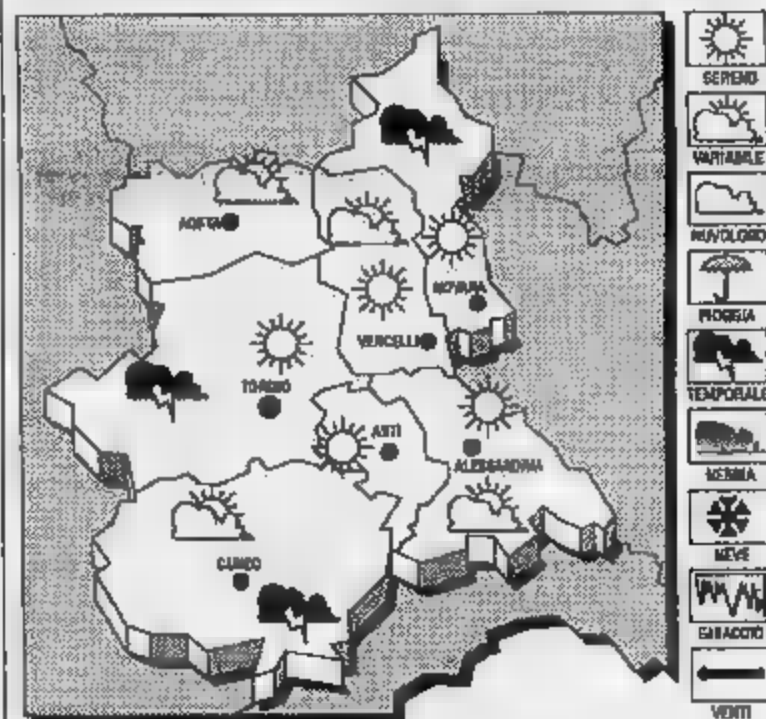 AOSTA
NOVARA
VERCELLI
TORINO
ASTI
ALESSANDRIA
CUNEO
SERENO
VARIABILE
NUVOLOSO
PIOGGIA
TEMPORALE
NEBBIA
NEVE
GHIACCIO
VENTI